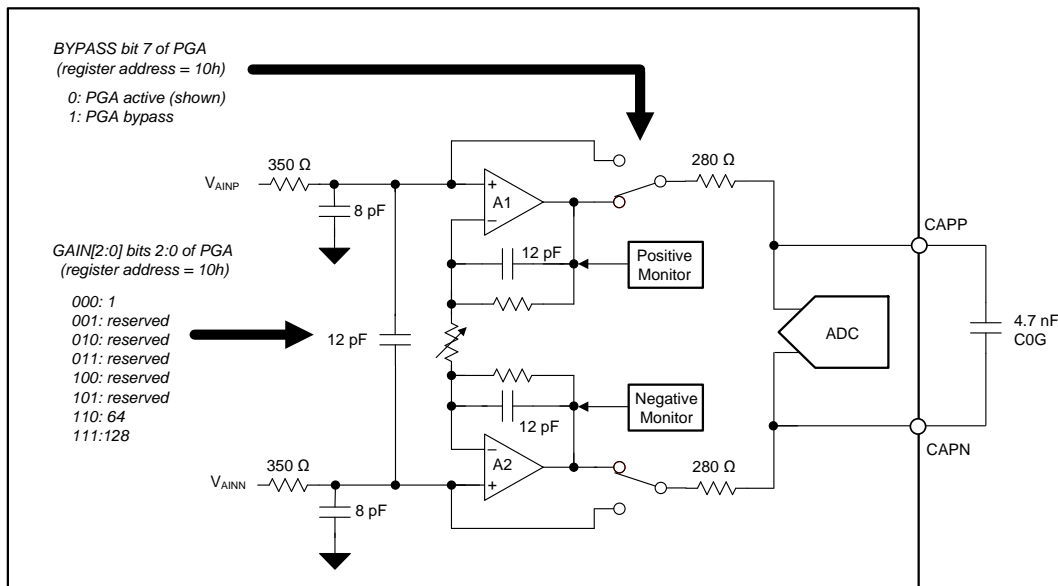 BYPASS bit 7 of PGA
(register address = 10h)
0: PGA active (shown)
1: PGA bypass
350 Ω
280 Ω
VAINP
8 pF
A1
CAPP
12 pF
Positive
Monitor
GAIN[2:0] bits 2:0 of PGA
(register address = 10h)
000: 1
001: reserved
010: reserved
011: reserved
100: reserved
101: reserved
110: 64
111:128
12 pF
ADC
4.7 nF
C0G
Negative
Monitor
12 pF
CAPN
350 Ω
A2
280 Ω
VAINN
8 pF